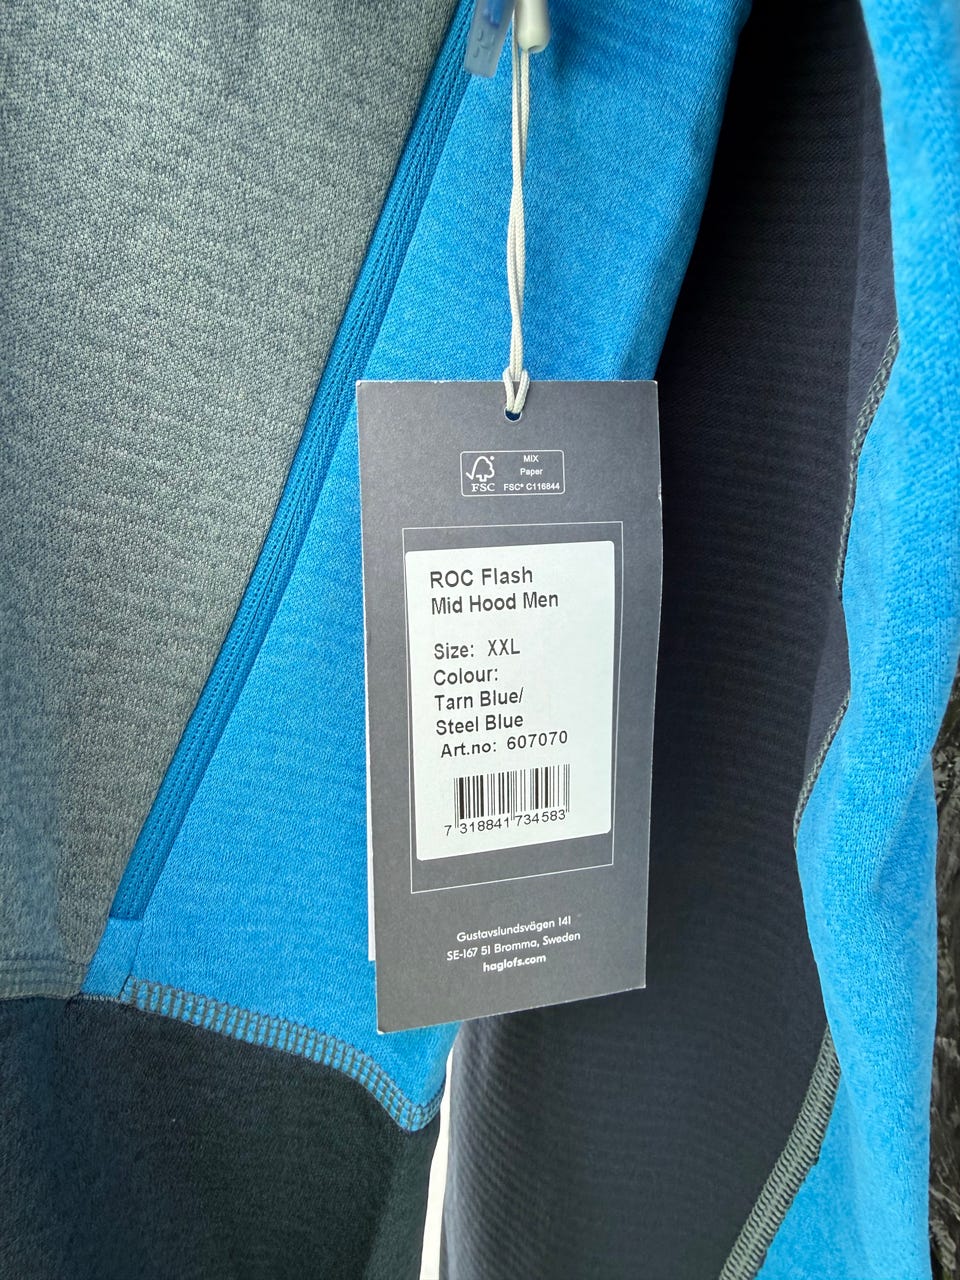 MIX
Paper
FSC
FSC® C116844
ROC Flash
Mid Hood Men
Size: XXL
Colour:
Tarn Blue/
Steel Blue
Art.no: 607070
7 318841 734583
Gustavslundsvägen 141
SE-167 51 Bromma, Sweden
haglofs.com